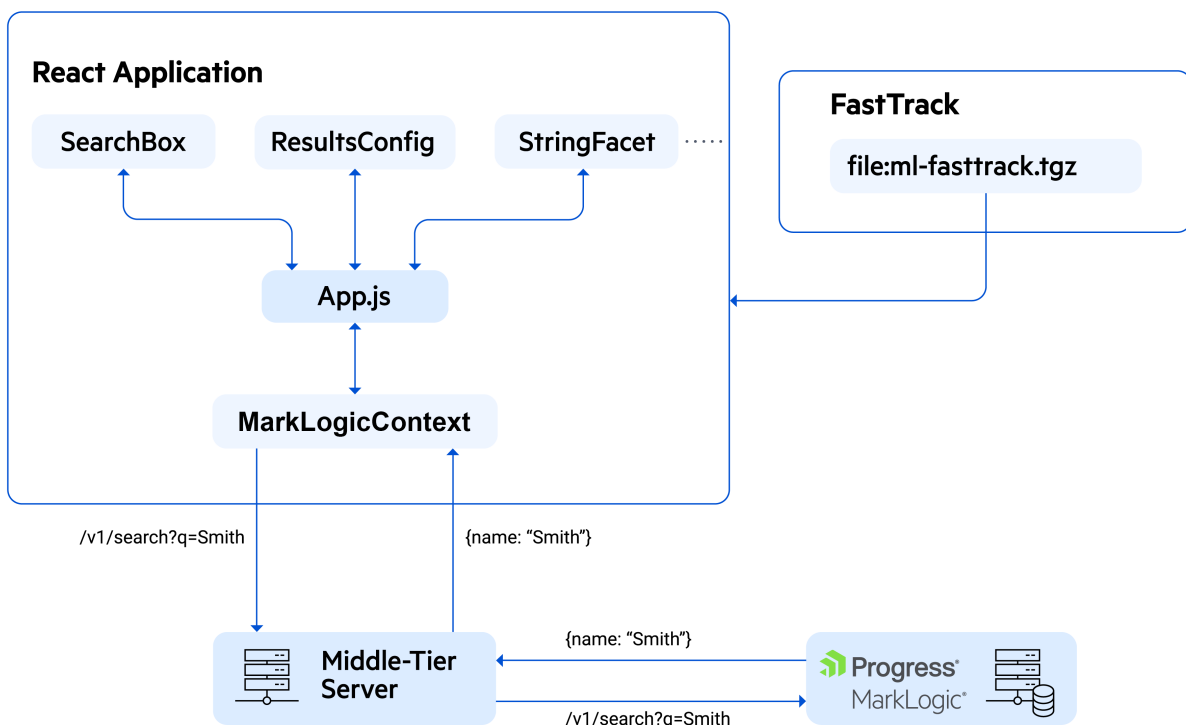 React Application
SearchBox
ResultsConfig
StringFacet
FastTrack
file:ml-fasttrack.tgz
App.js
MarkLogicContext
/v1/search?q=Smith
{name: “Smith”}
Middle-Tier
Server
{name: “Smith”}
/v1/search?q=Smith
Progress®
MarkLogic®